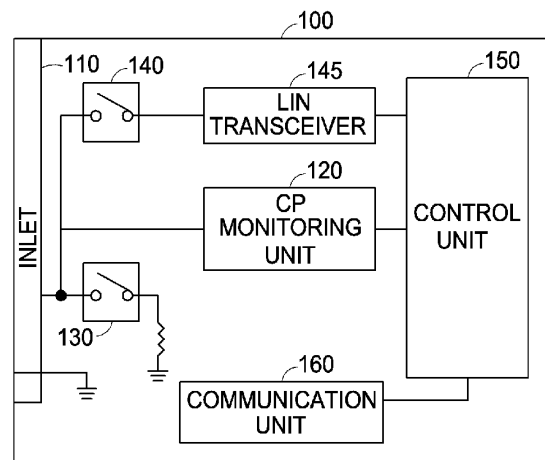 100
110
140
145
150
LIN
TRANSCEIVER
120
CP
MONITORING
UNIT
CONTROL
UNIT
INLET
130
160
COMMUNICATION
UNIT